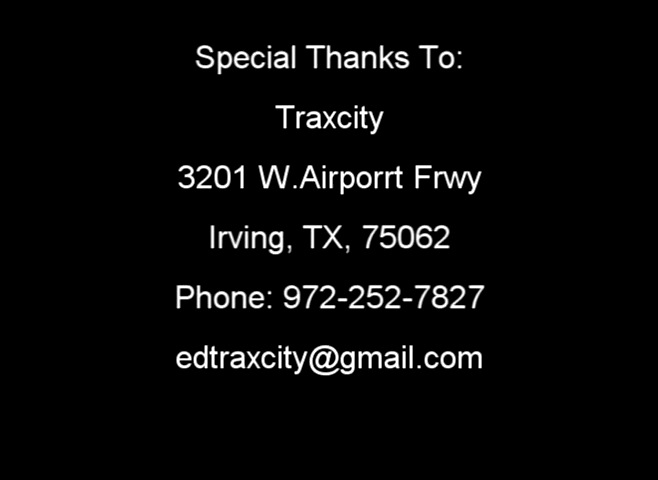 Special Thanks To:
Traxcity
3201 W.Airporrt Frwy
Irving, TX, 75062
Phone: 972-252-7827
edtraxcity@gmail.com